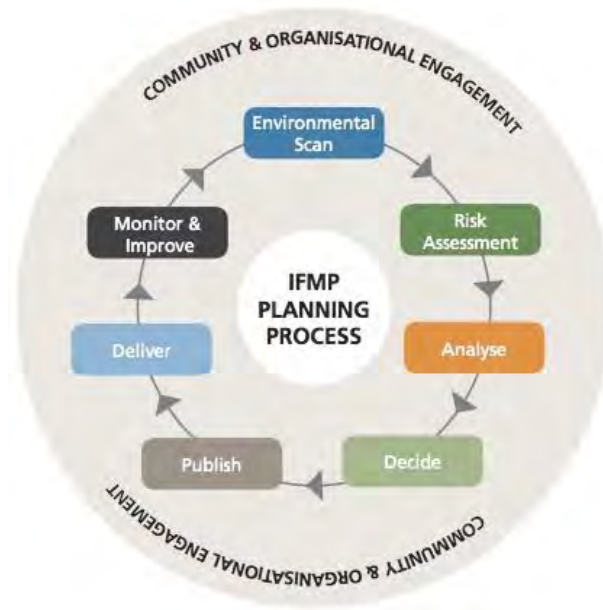 COMMUNITY & ORGANISATIONAL ENGAGEMENT
Environmental
Scan
Risk
Assessment
Analyse
Decide
Publish
Deliver
Monitor &
Improve
IFMP
PLANNING
PROCESS
COMMUNITY & ORGANISATIONAL ENGAGEMENT